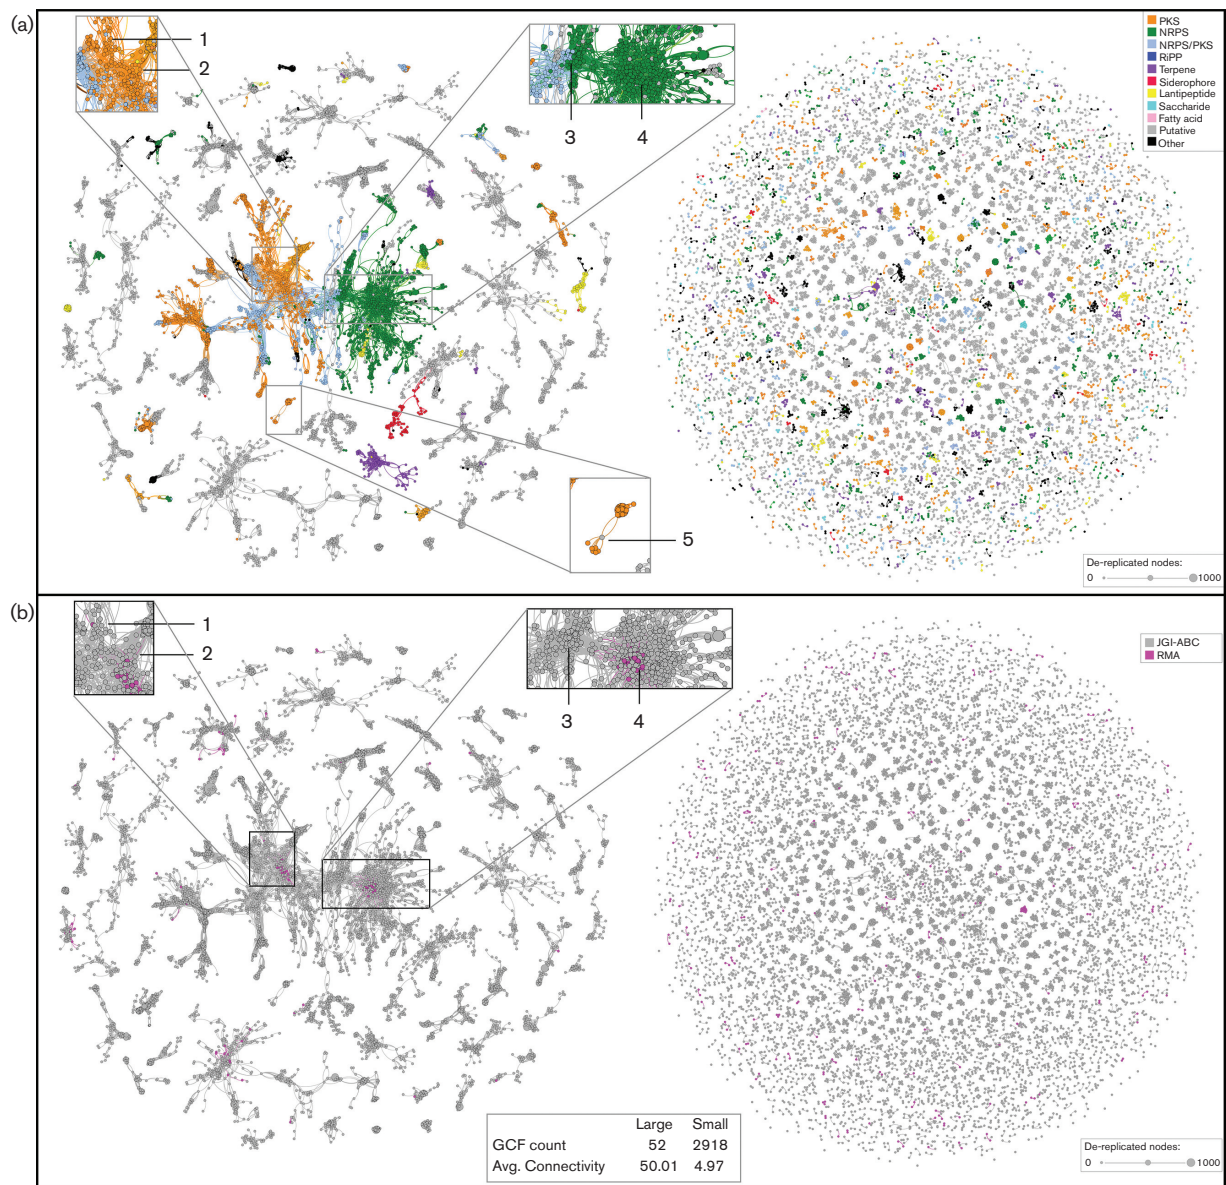 (a)
1
2
3
4
5
PKS
NRPS
NRPS/PKS
RiPP
Terpene
Siderophore
Lantipeptide
Saccharide
Fatty acid
Putative
Other
De-replicated nodes:
0 1000
(b)
1
2
3
4
JGI-ABC
RMA
Large Small
GCF count 52 2918
Avg. Connectivity 50.01 4.97
De-replicated nodes:
0 1000